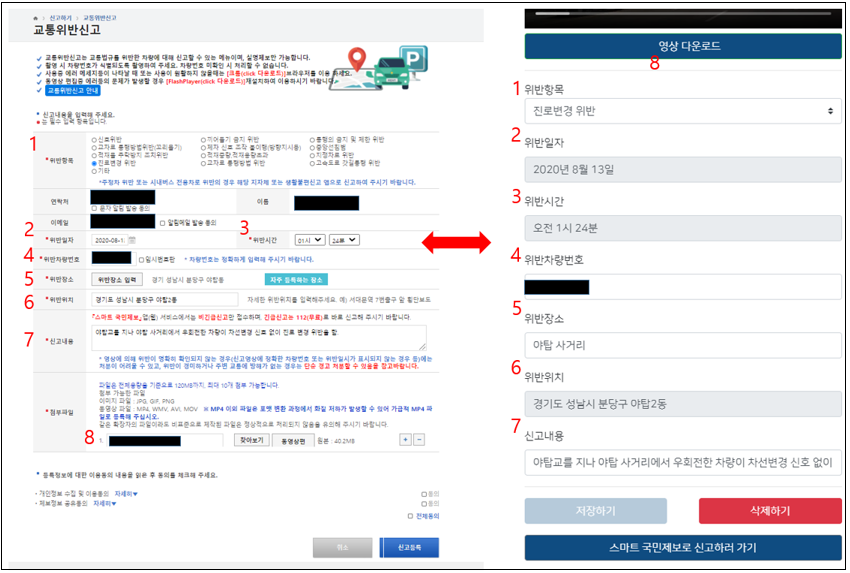 신고하기 > 교통위반신고
교통위반신고
교통위반신고는 교통법규를 위반한 차량에 대해 신고할 수 있는 메뉴이며, 실명제보만 가능합니다.
촬영 시 차량번호가 식별되도록 촬영하여 주세요. 차량번호 미확인 시 처리할 수 없습니다.
사용중 에러 메세지등이 나타날 때 또는 사용이 원활하지 않을때는 [크롬(click 다운로드)]브라우저를 이용 하세요.
동영상 편집중 에러등의 문제가 발생할 경우 [FlashPlayer(click 다운로드)]재설치하여 이용하시기 바랍니다.
교통위반신고 안내
P
신고내용을 입력해 주세요.
는 필수 입력 항목입니다.
1
*위반항목
신호위반
끼어들기 금지 위반
통행의 금지 및 제한 위반
교차로 통행방법위반(꼬리물기)
제차 신호 조작 불이행(방향지시등)
중앙선침범
적재물 추락방지 조치위반
적재중량,적재용량초과
지정차로 위반
진로변경 위반
교차로 통행방법 위반
고속도로 갓길통행 위반
기타
*주정차 위반 또는 시내버스 전용차로 위반의 경우 해당 지자체 또는 생활불편신고 앱으로 신고하여 주시기 바랍니다.
연락처
문자 알림 발송 동의
이름
이메일
알림메일 발송 동의
2
*위반일자
2020-08-1
3
*위반시간
01시
24분
4
*위반차량번호
임시번호판
* 차량번호는 정확하게 입력해 주시기 바랍니다.
5
*위반장소
위반장소 입력
경기 성남시 분당구 야탑동
자주 등록하는 장소
6
*위반위치
경기도 성남시 분당구 야탑2동
자세한 위반위치를 입력해주세요. 예) 서대문역 7번출구 앞 횡단보도
7
*신고내용
『스마트 국민제보』(앱/웹) 서비스에서는 비긴급신고만 접수하며, 긴급신고는 112(무료)로 바로 신고해 주시기 바랍니다.
야탑교를 지나 야탑 사거리에서 우회전한 차량이 차선변경 신호 없이 진로 변경 위반을 함.
* 영상에 의해 위반이 명확히 확인되지 않는 경우(신고영상에 정확한 차량번호 또는 위반일시가 표시되지 않는 경우 등)에는
처분이 어려울 수 있고, 위반이 경미하거나 주변 교통에 방해가 없는 경우는 단순 경고 처분할 수 있음을 참고바랍니다.
*첨부파일
파일은 전체용량을 기준으로 120MB까지, 최대 10개 첨부 가능합니다.
첨부 가능한 파일
이미지 파일 : JPG, GIF, PNG
동영상 파일 : MP4, WMV, AVI, MOV ※ MP4 이외 파일은 포맷 변환 과정에서 화질 저하가 발생할 수 있어 가급적 MP4 파
일로 등록해 주십시오.
같은 확장자의 파일이라도 비표준으로 제작된 파일은 정상적으로 처리되지 않음을 유의해 주시기 바랍니다.
8
1.
찾아보기
동영상편
원본 : 40.2MB
+
−
등록정보에 대한 이용동의 내용을 읽은 후 동의를 체크해 주세요.
- 개인정보 수집 및 이용동의 자세히▼
동의
- 제보정보 공유동의 자세히▼
동의
전체동의
취소
신고등록
영상 다운로드
8
1
위반항목
진로변경 위반
2
위반일자
2020년 8월 13일
3
위반시간
오전 1시 24분
4
위반차량번호
5
위반장소
야탑 사거리
6
위반위치
경기도 성남시 분당구 야탑2동
7
신고내용
야탑교를 지나 야탑 사거리에서 우회전한 차량이 차선변경 신호 없이
저장하기
삭제하기
스마트 국민제보로 신고하러 가기